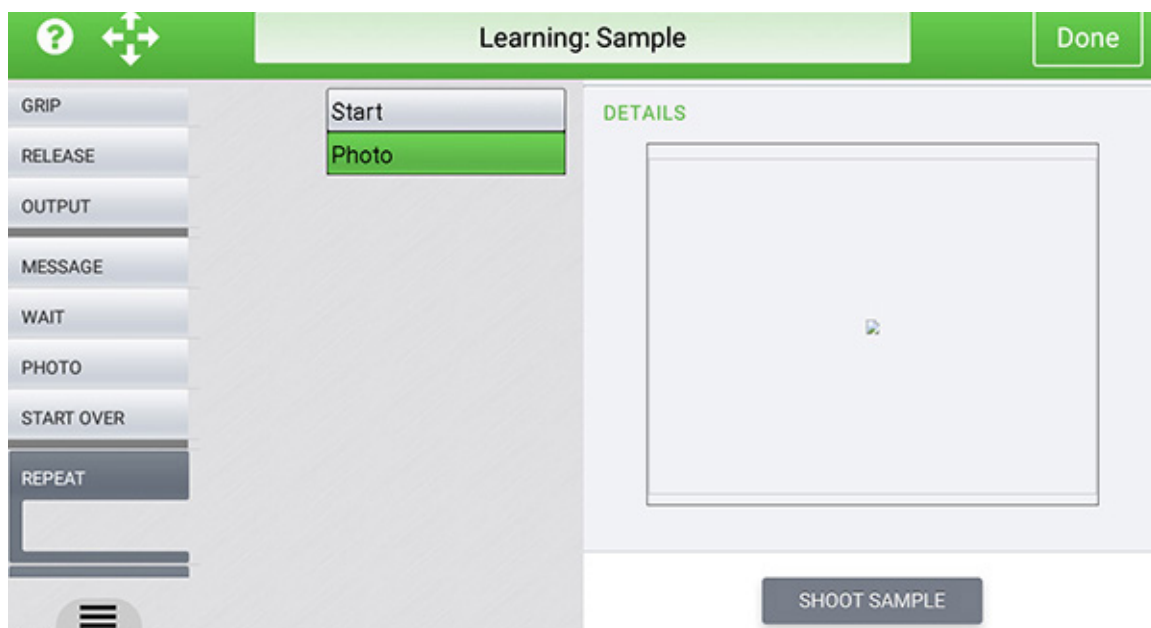 ?
Learning: Sample
Done
GRIP
RELEASE
OUTPUT
MESSAGE
WAIT
PHOTO
START OVER
REPEAT
Start
Photo
DETAILS
SHOOT SAMPLE